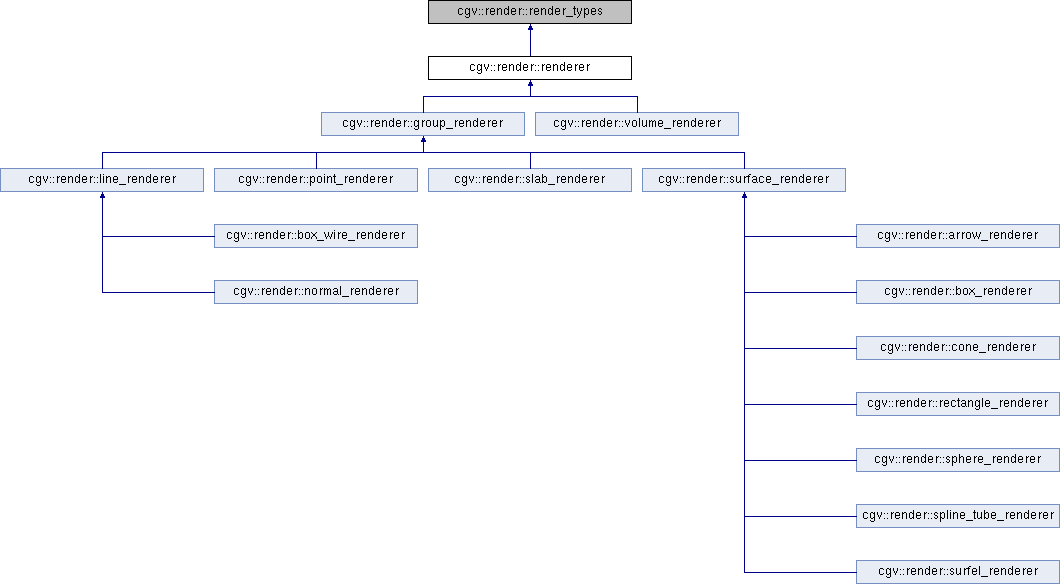 cgv::render::render_types
cgv::render::renderer
cgv::render::group_renderer
cgv::render::volume_renderer
cgv::render::line_renderer
cgv::render::point_renderer
cgv::render::slab_renderer
cgv::render::surface_renderer
cgv::render::box_wire_renderer
cgv::render::arrow_renderer
cgv::render::normal_renderer
cgv::render::box_renderer
cgv::render::cone_renderer
cgv::render::rectangle_renderer
cgv::render::sphere_renderer
cgv::render::spline_tube_renderer
cgv::render::surfel_renderer